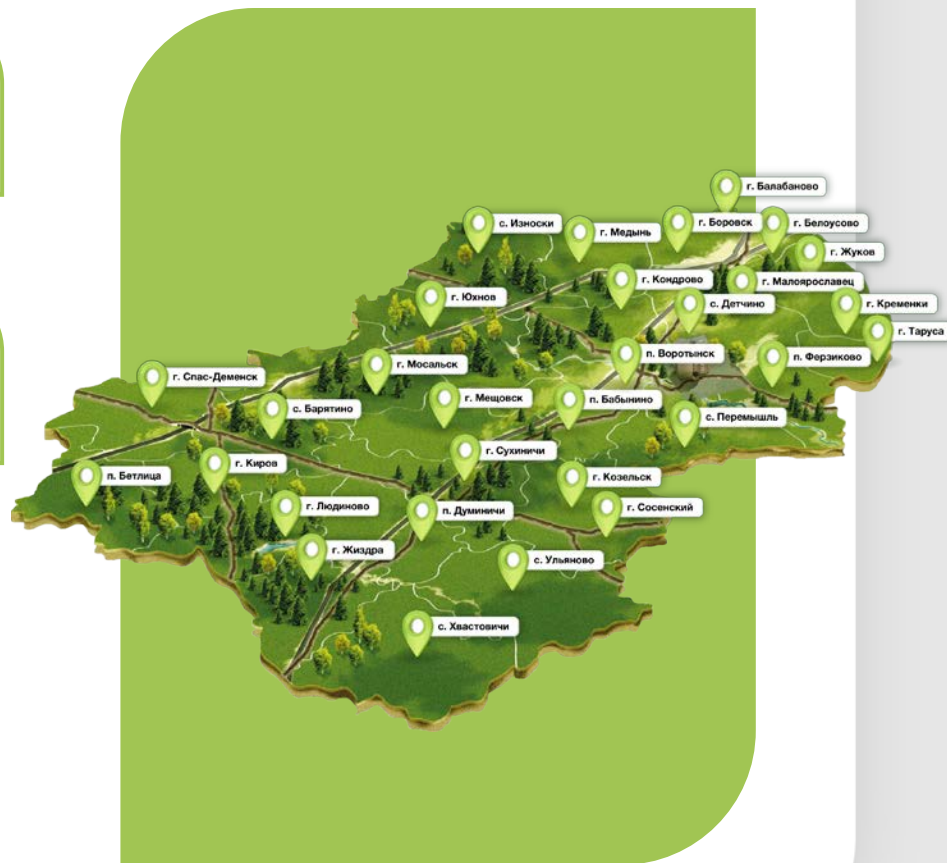 г. Балабаново
с. Износки
г. Боровск
г. Белоусово
г. Медынь
г. Жуков
г. Кондрово
г. Малоярославец
г. Юхнов
с. Детчино
г. Кременки
г. Таруса
п. Воротынск
п. Ферзиково
г. Мосальск
г. Спас-Деменск
г. Мещовск
п. Бабынино
с. Барятино
с. Перемышль
г. Сухиничи
г. Киров
п. Бетлица
г. Козельск
г. Людиново
п. Думиничи
г. Сосенский
г. Жиздра
с. Ульяново
с. Хвастовичи